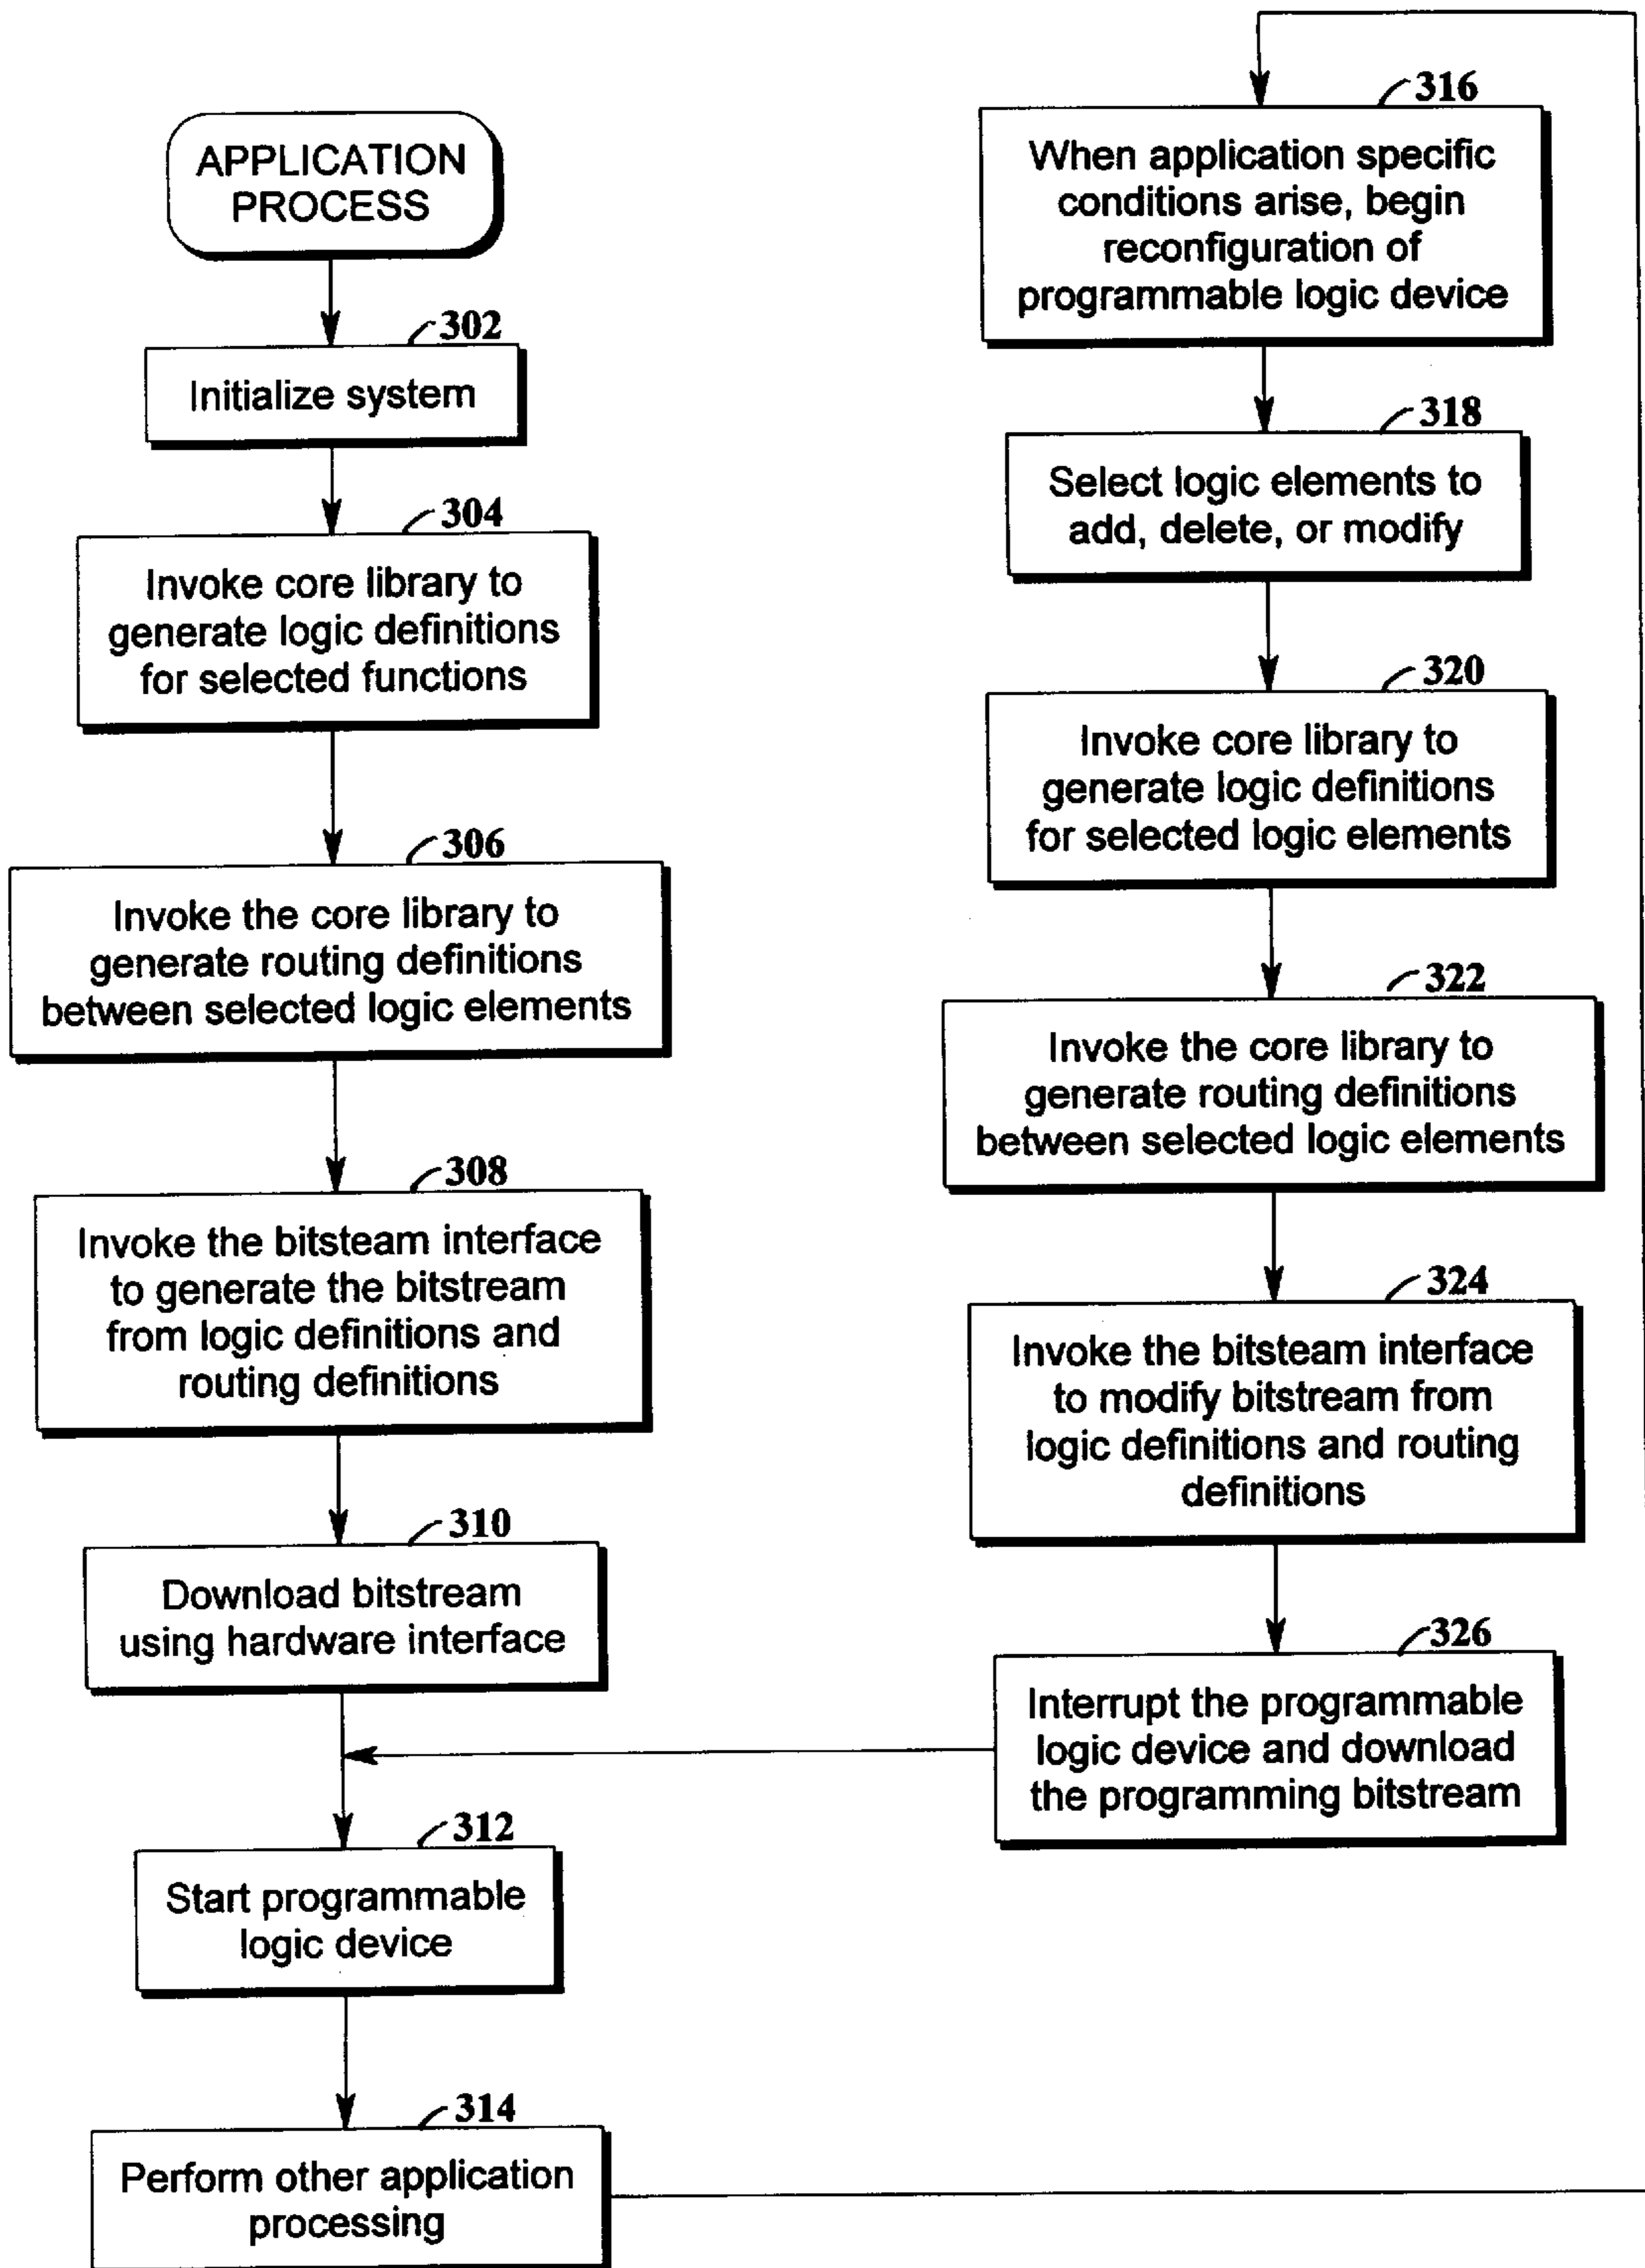 APPLICATION
PROCESS
302
Initialize system
304
Invoke core library to
generate logic definitions
for selected functions
306
Invoke the core library to
generate routing definitions
between selected logic elements
308
Invoke the bitsteam interface
to generate the bitstream
from logic definitions and
routing definitions
310
Download bitstream
using hardware interface
312
Start programmable
logic device
314
Perform other application
processing
316
When application specific
conditions arise, begin
reconfiguration of
programmable logic device
318
Select logic elements to
add, delete, or modify
320
Invoke core library to
generate logic definitions
for selected logic elements
322
Invoke the core library to
generate routing definitions
between selected logic elements
324
Invoke the bitsteam interface
to modify bitstream from
logic definitions and routing
definitions
326
Interrupt the programmable
logic device and download
the programming bitstream